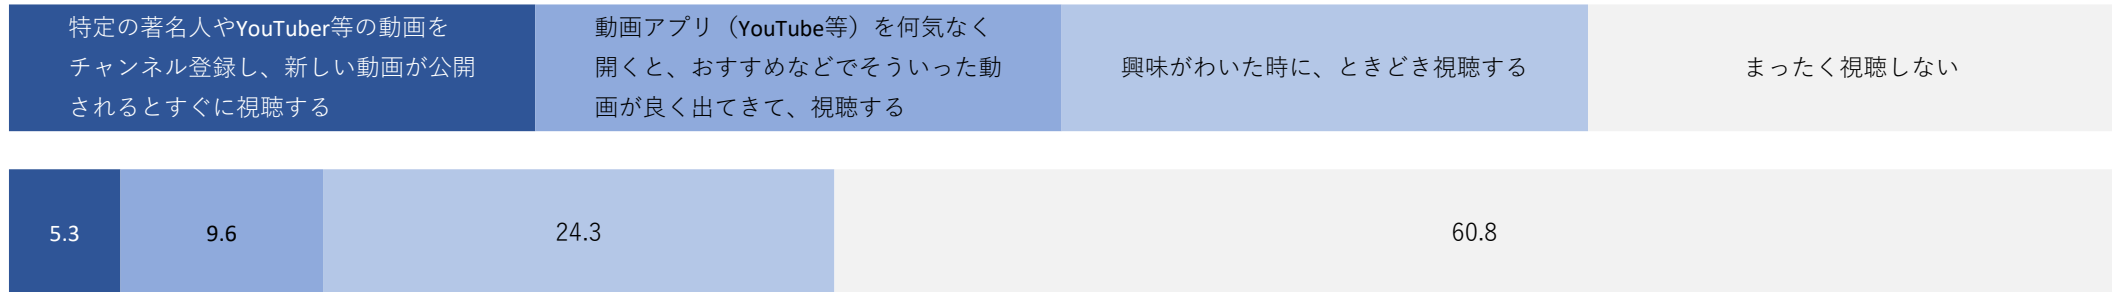 特定の著名人やYouTuber等の動画を
チャンネル登録し、新しい動画が公開
されるとすぐに視聴する
動画アプリ（YouTube等）を何気なく
開くと、おすすめなどでそういった動
画が良く出てきて、視聴する
興味がわいた時に、ときどき視聴する
まったく視聴しない
5.3
9.6
24.3
60.8